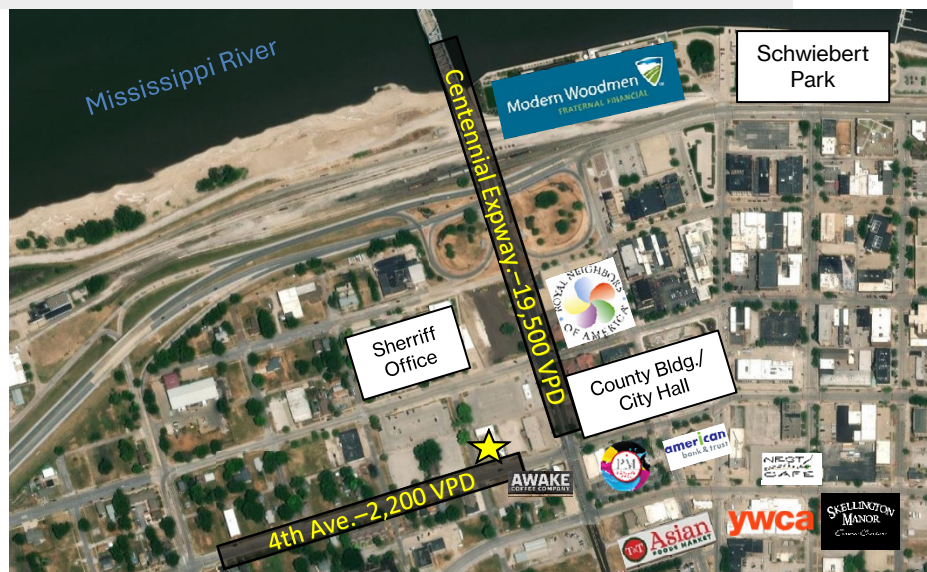 Mississippi River
Modern Woodmen
FRATERNAL FINANCIAL
Schwiebert
Park
Centennial Expway.–19,500 VPD
ROYAL NEIGHBORS
OF AMERICA
Sherriff
Office
County Bldg./
City Hall
american
bank & trust
PM
NEST
CAFE
AWAKE
COFFEE COMPANY
4th Ave.–2,200 VPD
T&T Asian
FOODS MARKET
ywca
SKELLINGTON
MANOR